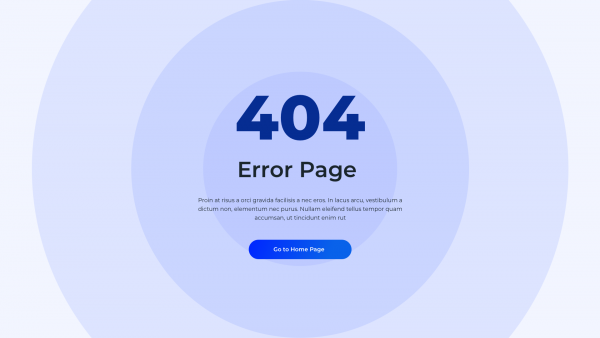 404
Error Page
Proin at risus a orci gravida facilisis a nec eros. In lacus arcu, vestibulum a
dictum non, elementum nec purus. Nullam eleifend tellus tempor quam
accumsan, ut tincidunt enim rut
Go to Home Page